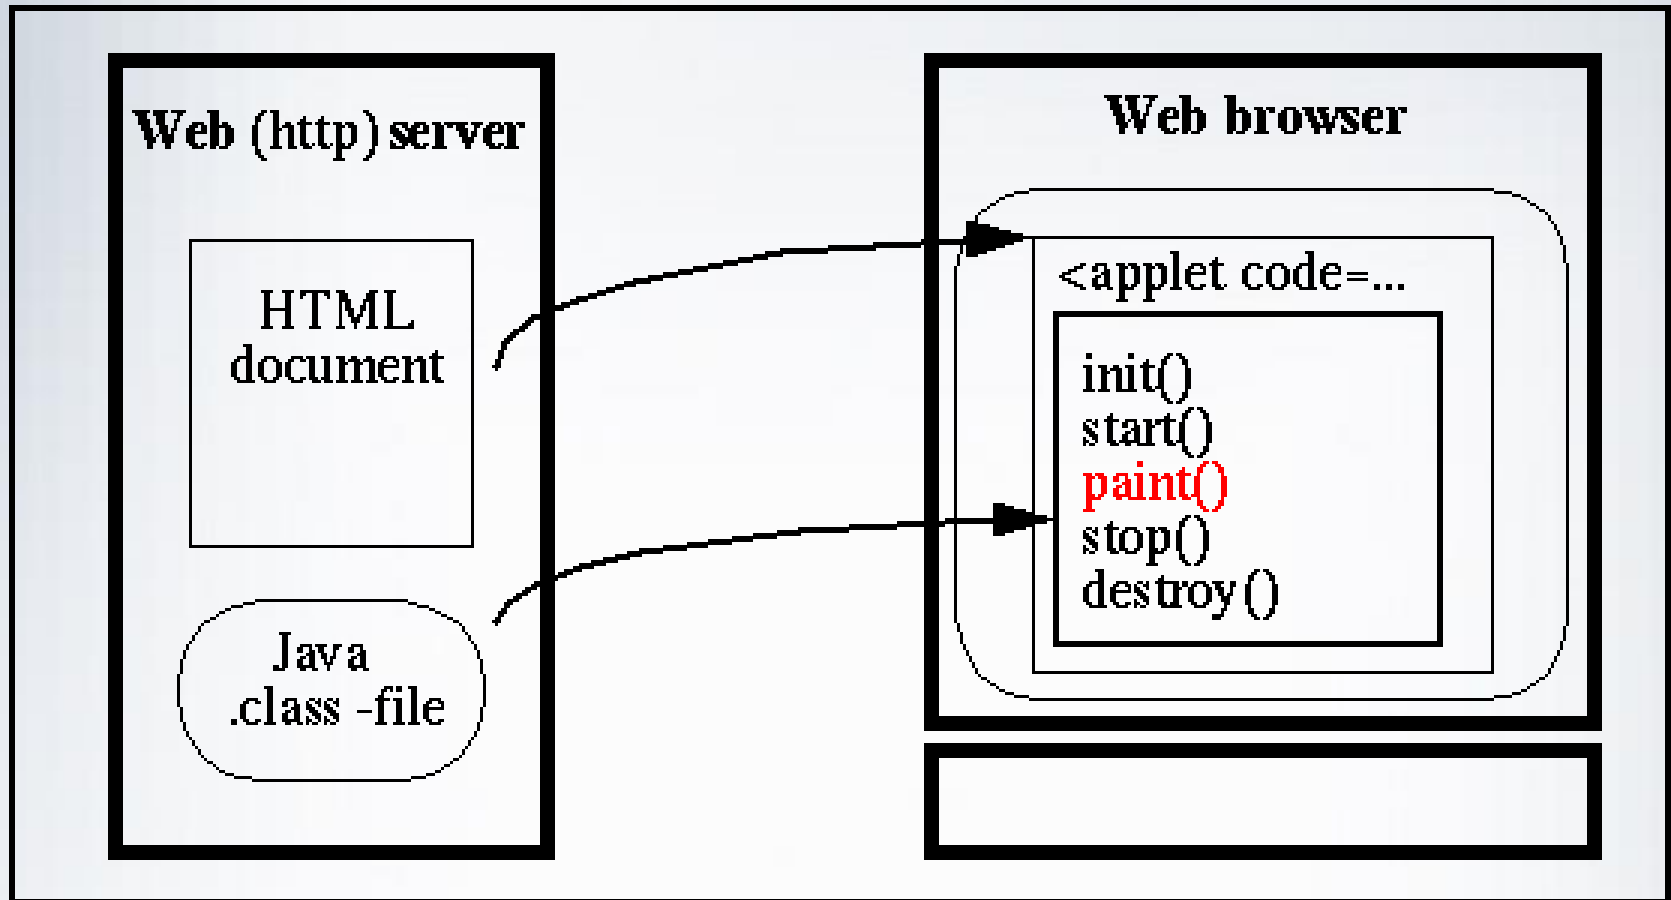 Web (http) server
HTML
document
Java
.class -file
Web browser
<applet code=...
init()
start()
paint()
stop()
destroy()